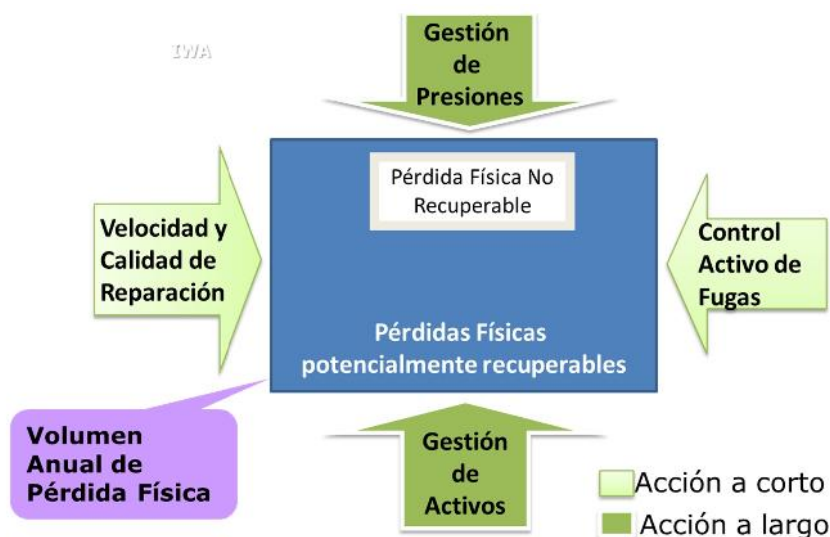 IWA
Gestión
de
Presiones
Pérdida Física No
Recuperable
Velocidad y
Calidad de
Reparación
Control
Activo de
Fugas
Pérdidas Físicas
potencialmente recuperables
Volumen
Anual de
Pérdida Física
Gestión
de
Activos
Acción a corto
Acción a largo